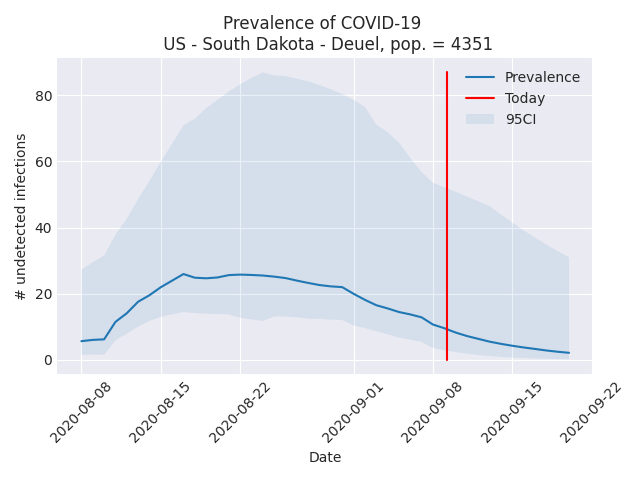 Prevalence of COVID-19
US - South Dakota - Deuel, pop. = 4351
Prevalence
Today
95CI
# undetected infections
80
60
40
20
0
2020-08-08
2020-08-15
2020-08-22
2020-09-01
2020-09-08
2020-09-15
2020-09-22
Date